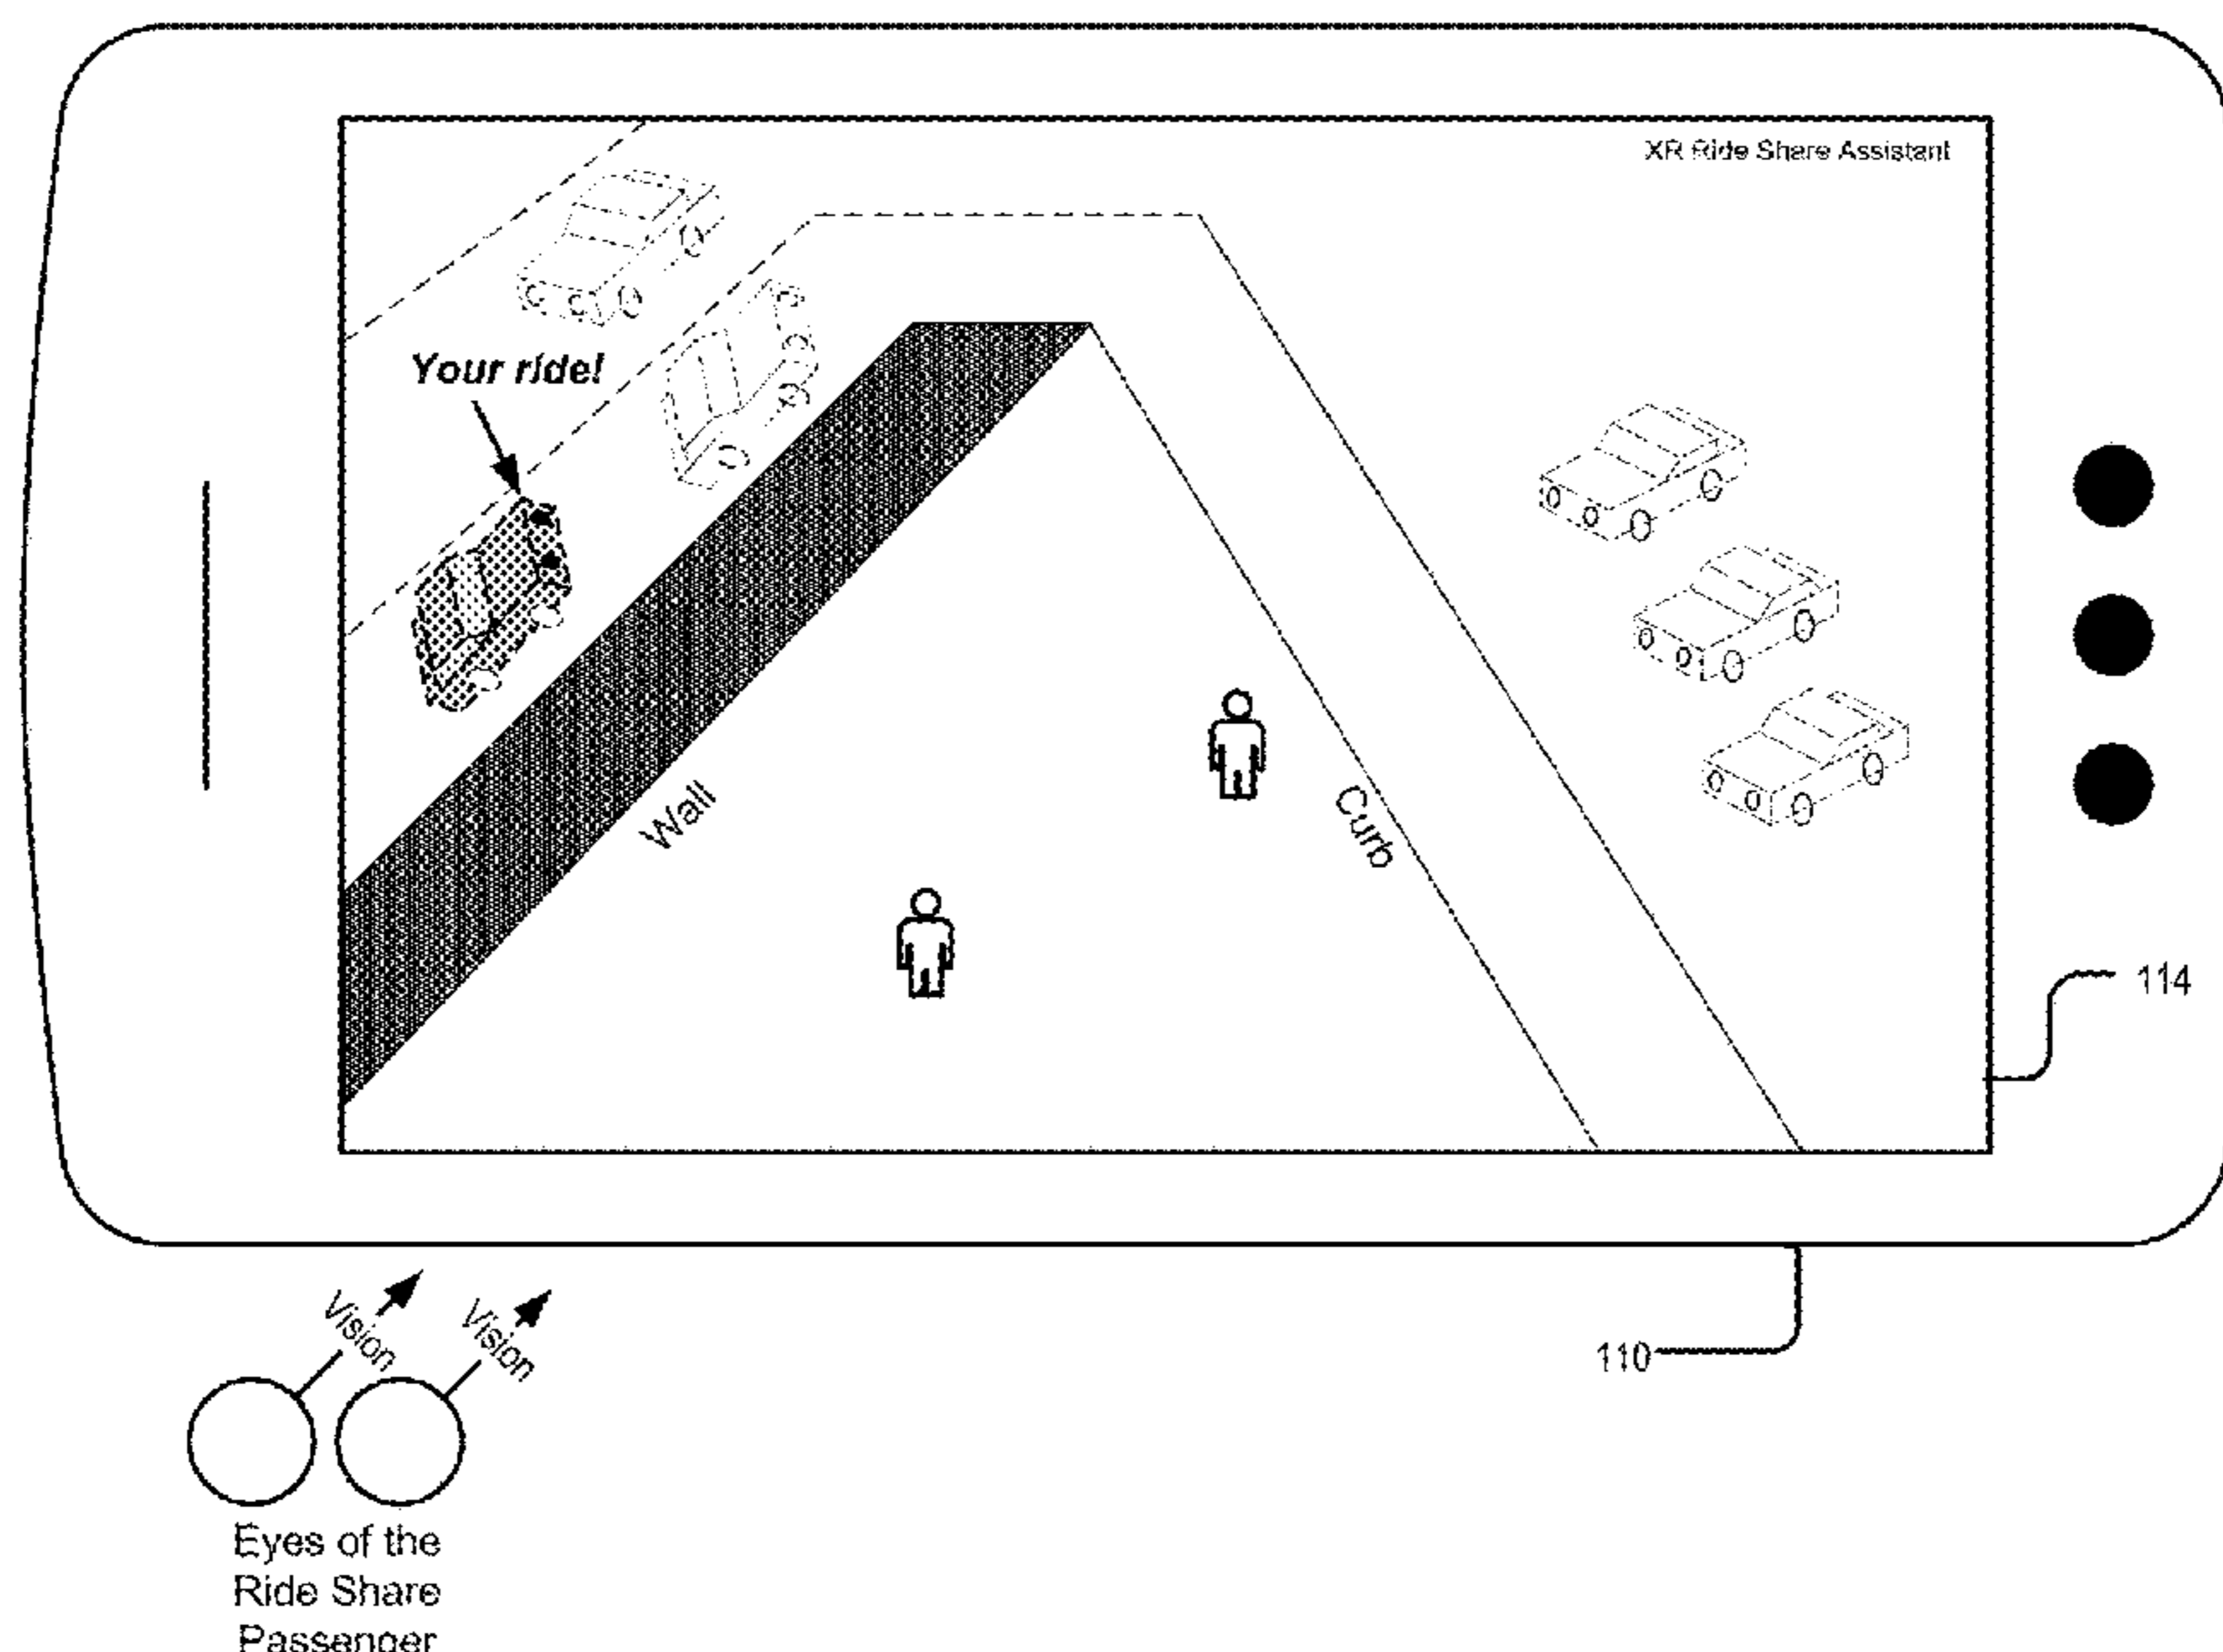 XR Ride Share Assistant
Your ride!
Wall
Curb
114
110
Vision
Vision
Eyes of the
Ride Share
Passenger